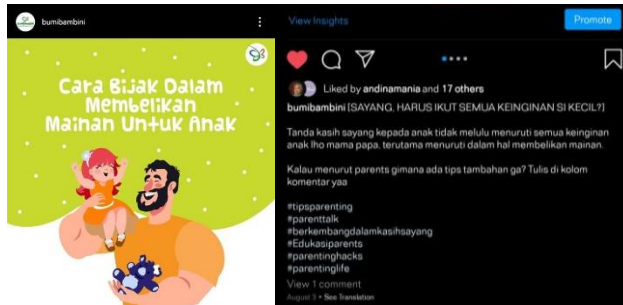 bumibambini
Cara Bijak Dalam
Membelikan
Mainan Untuk Anak
View Insights
Promote
Liked by andinamania and 17 others
bumibambini [SAYANG, HARUS IKUT SEMUA KEINGINAN SI KECIL?]
Tanda kasih sayang kepada anak tidak melulu menuruti semua keinginan
anak lho mama papa, terutama menuruti dalam hal membelikan mainan.
Kalau menurut parents gimana ada tips tambahan ga? Tulis di kolom
komentar yaa
#tipsparenting
#parenttalk
#berkembangdalamkasihsayang
#Edukasiparents
#parentinghacks
#parentinglife
View 1 comment
August 3 • See Translation